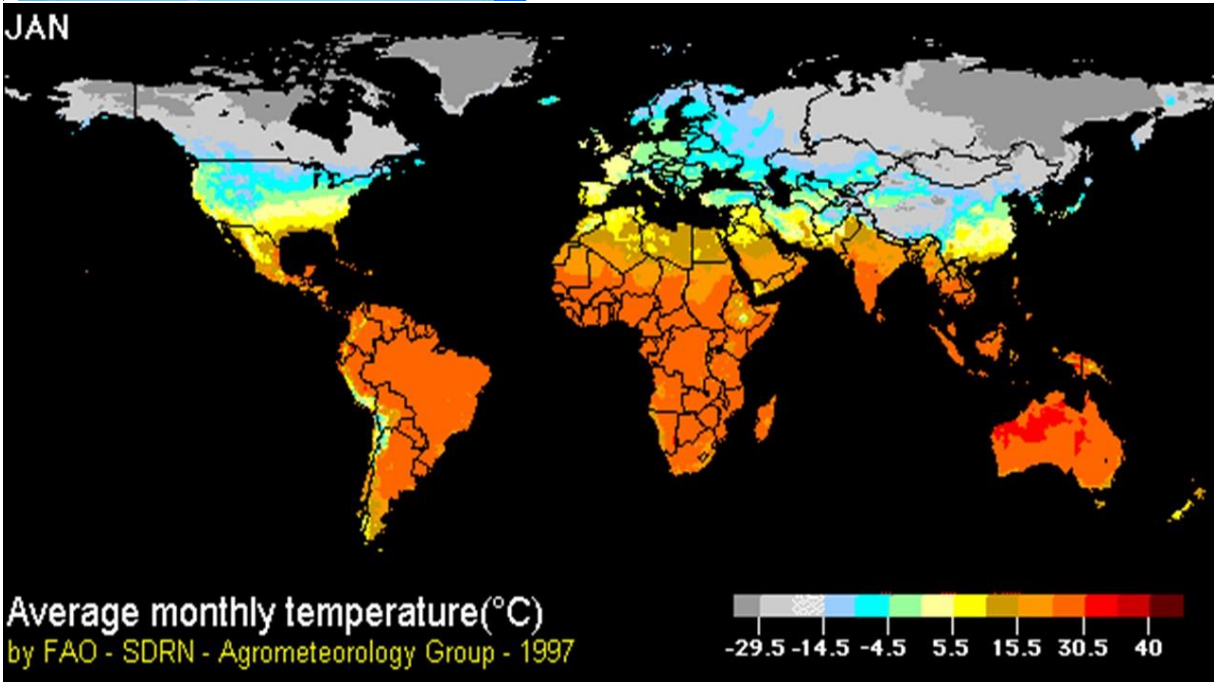 JAN
Average monthly temperature(°C)
by FAO - SDRN - Agrometeorology Group - 1997
-29.5 -14.5 -4.5 5.5 15.5 30.5 40